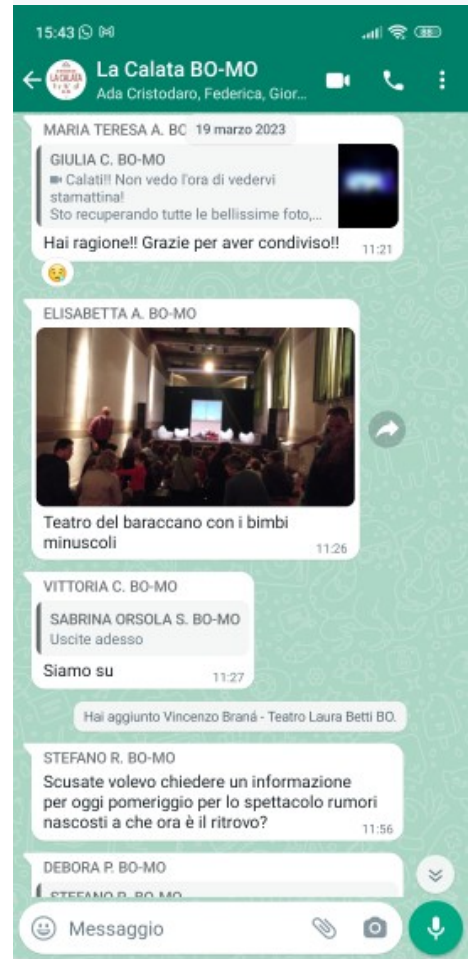 15:43
La Calata BO-MO
Ada Cristodaro, Federica, Gior...
MARIA TERESA A. BO
19 marzo 2023
GIULIA C. BO-MO
Calati!! Non vedo l'ora di vedervi
stamattina!
Sto recuperando tutte le bellissime foto,...
Hai ragione!! Grazie per aver condiviso!!
11:21
ELISABETTA A. BO-MO
Teatro del baraccano con i bimbi
minuscoli
11:26
VITTORIA C. BO-MO
SABRINA ORSOLA S. BO-MO
Uscite adesso
Siamo su
11:27
Hai aggiunto Vincenzo Braná - Teatro Laura Betti BO.
STEFANO R. BO-MO
Scusate volevo chiedere un informazione
per oggi pomeriggio per lo spettacolo rumori
nascosti a che ora è il ritrovo?
11:56
DEBORA P. BO-MO
STEFANO R. BO-MO
Messaggio